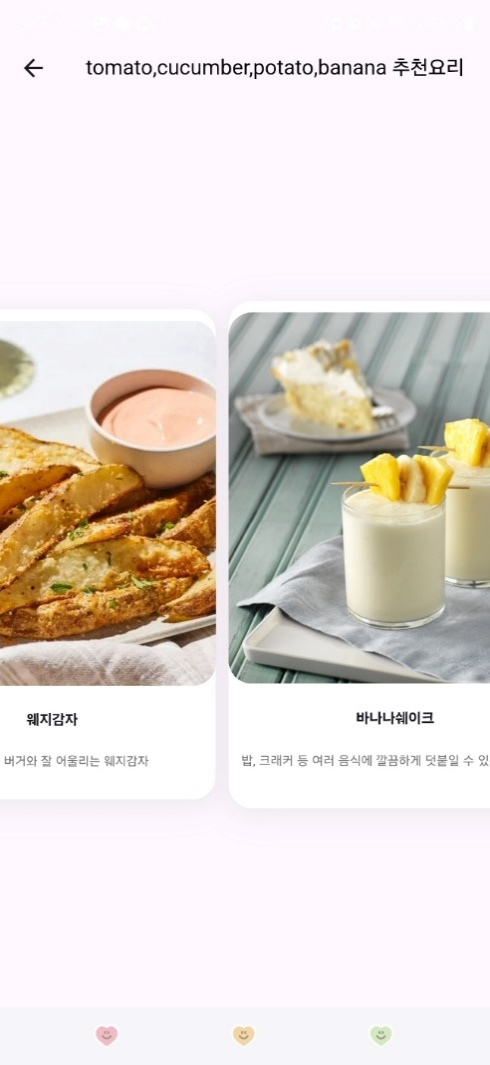 tomato,cucumber,potato,banana 추천요리
웨지감자
버거와 잘 어울리는 웨지감자
바나나쉐이크
밥, 크래커 등 여러 음식에 깔끔하게 덧붙일 수 있